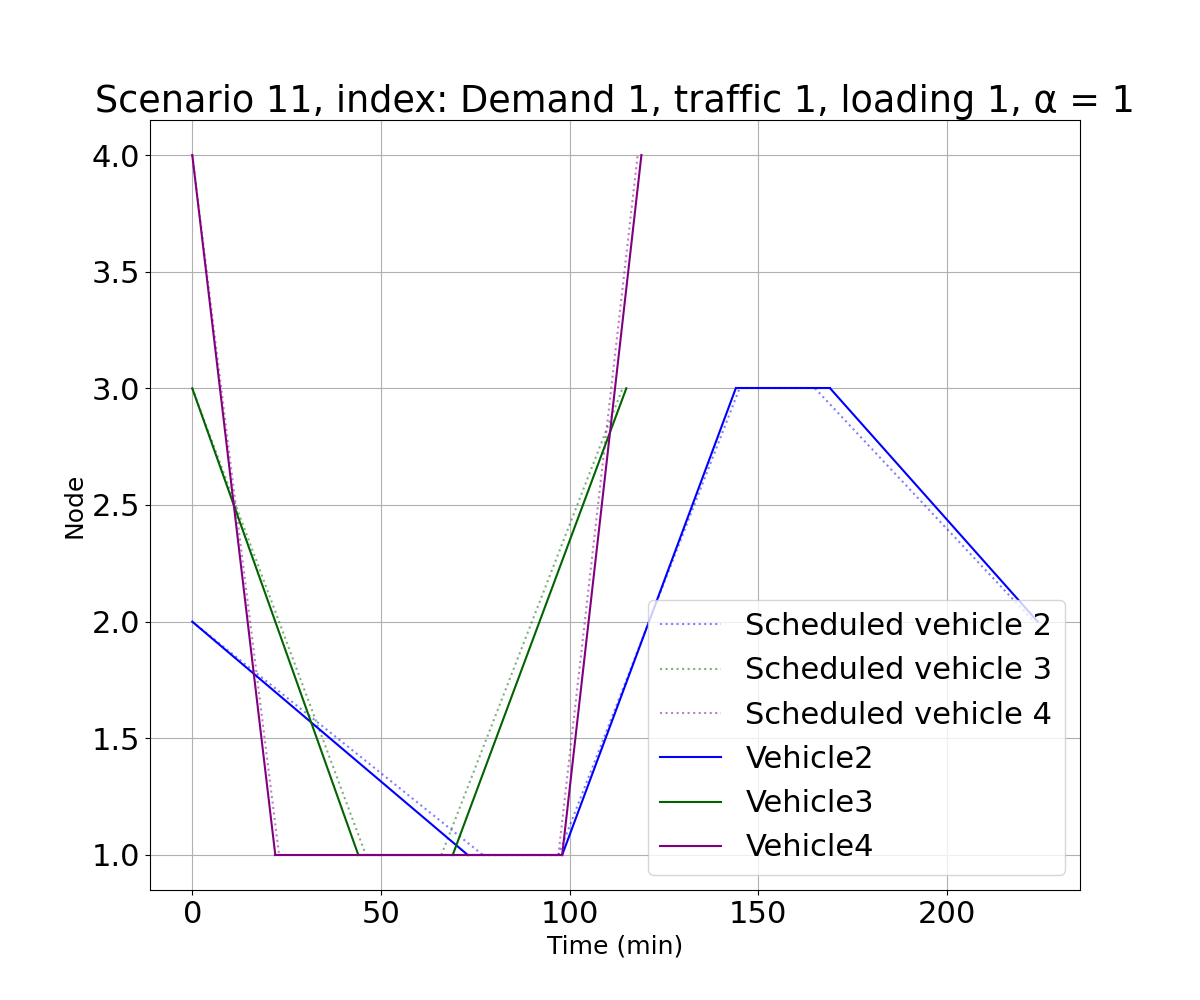 Scenario 11, index: Demand 1, traffic 1, loading 1, α = 1
4.0
3.5
3.0
2.5
2.0
1.5
1.0
Node
Scheduled vehicle 2
Scheduled vehicle 3
Scheduled vehicle 4
Vehicle2
Vehicle3
Vehicle4
0 50 100 150 200
Time (min)